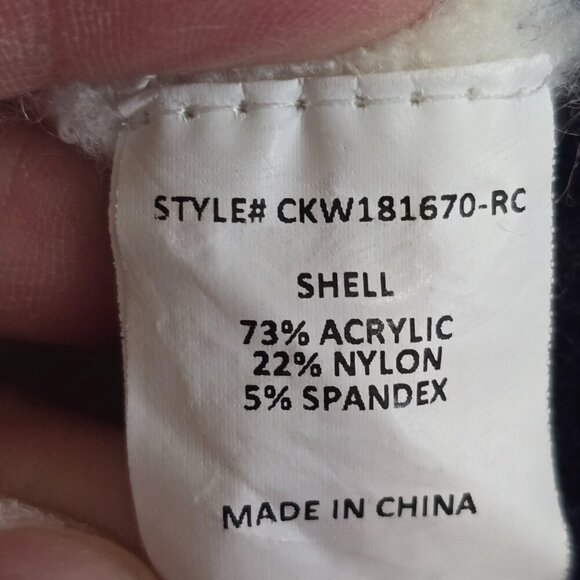 STYLE# CKW181670-RC
SHELL
73% ACRYLIC
22% NYLON
5% SPANDEX
MADE IN CHINA